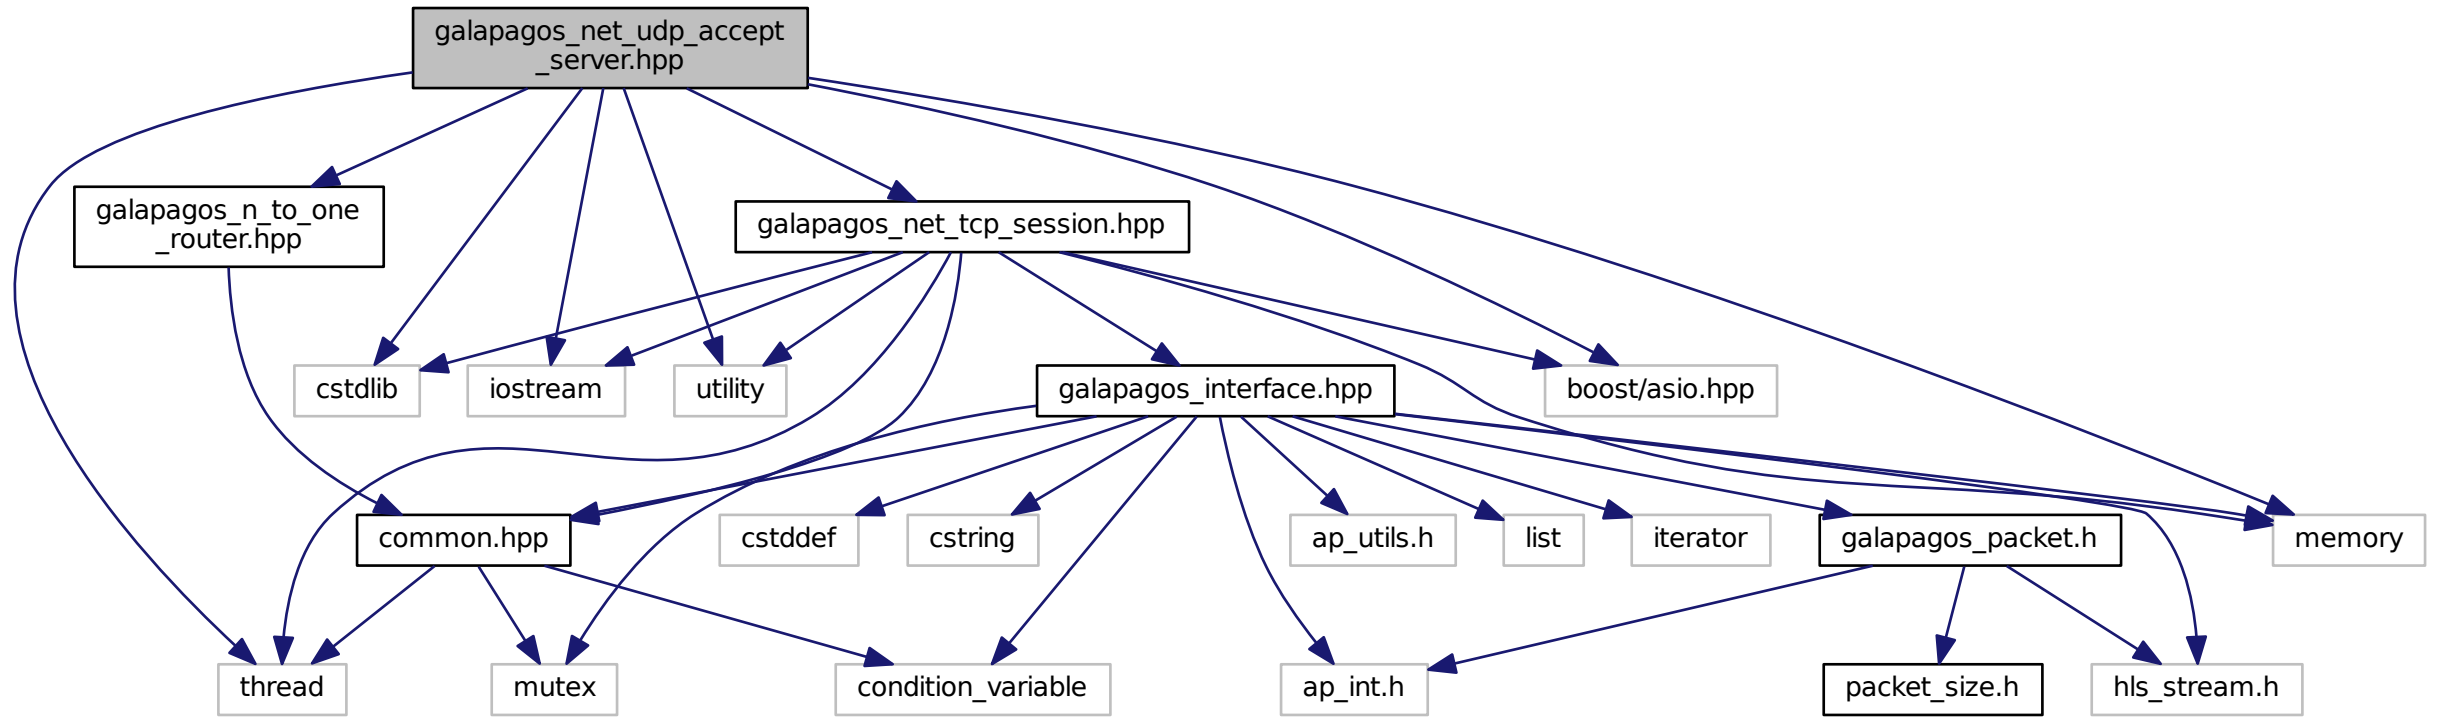 galapagos_net_udp_accept
_server.hpp
galapagos_n_to_one
_router.hpp
galapagos_net_tcp_session.hpp
cstdlib
iostream
utility
galapagos_interface.hpp
boost/asio.hpp
common.hpp
cstddef
cstring
ap_utils.h
list
iterator
galapagos_packet.h
memory
thread
mutex
condition_variable
ap_int.h
packet_size.h
hls_stream.h